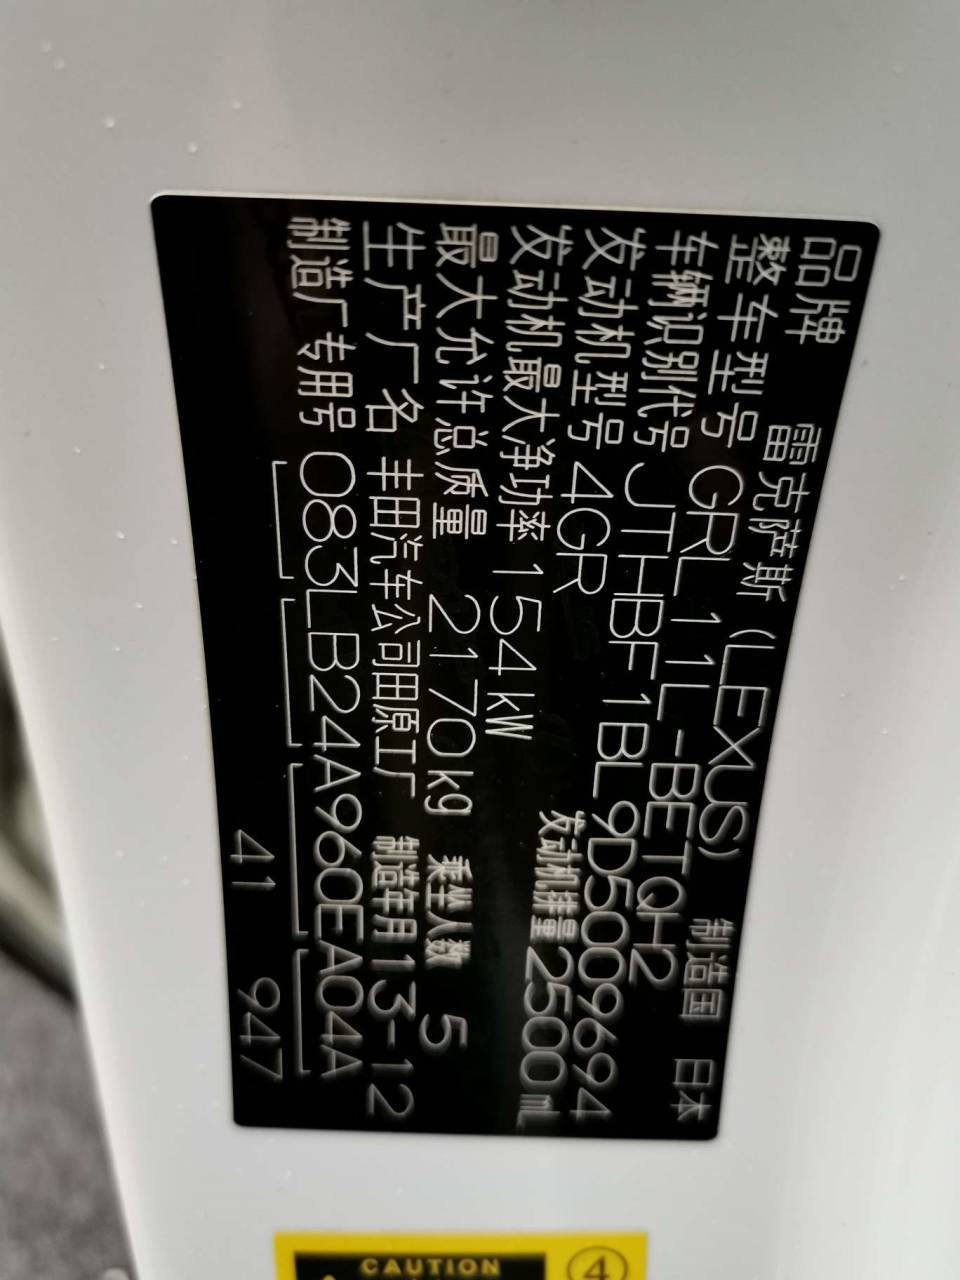 品牌 雷克萨斯 (LEXUS) 制造国 日本
整车型号 GRL11L-BETQH2
车辆识别代号 JTHBF1BL9D5009694
发动机型号 4GR 发动机排量 2500mL
发动机最大净功率 154kW
最大允许总质量 2170kg 乘坐人数 5
生产厂名 丰田汽车公司田原工厂 制造年月 13-12
制造厂专用号 083LB24A960EA04A
41 947
CAUTION
④